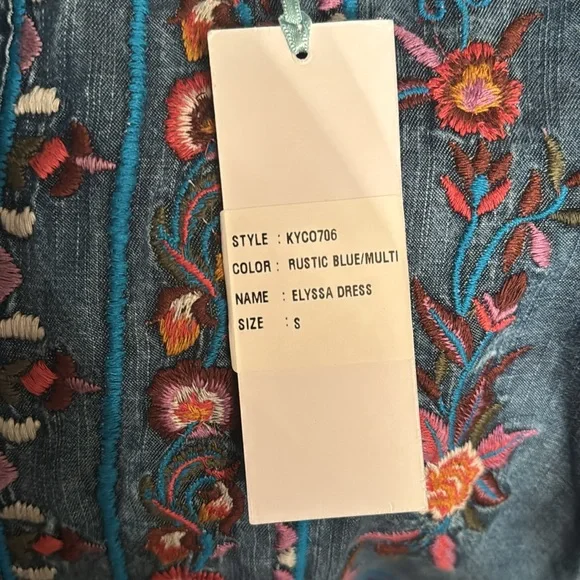 STYLE : KYCO706
COLOR : RUSTIC BLUE/MULTI
NAME : ELYSSA DRESS
SIZE : S